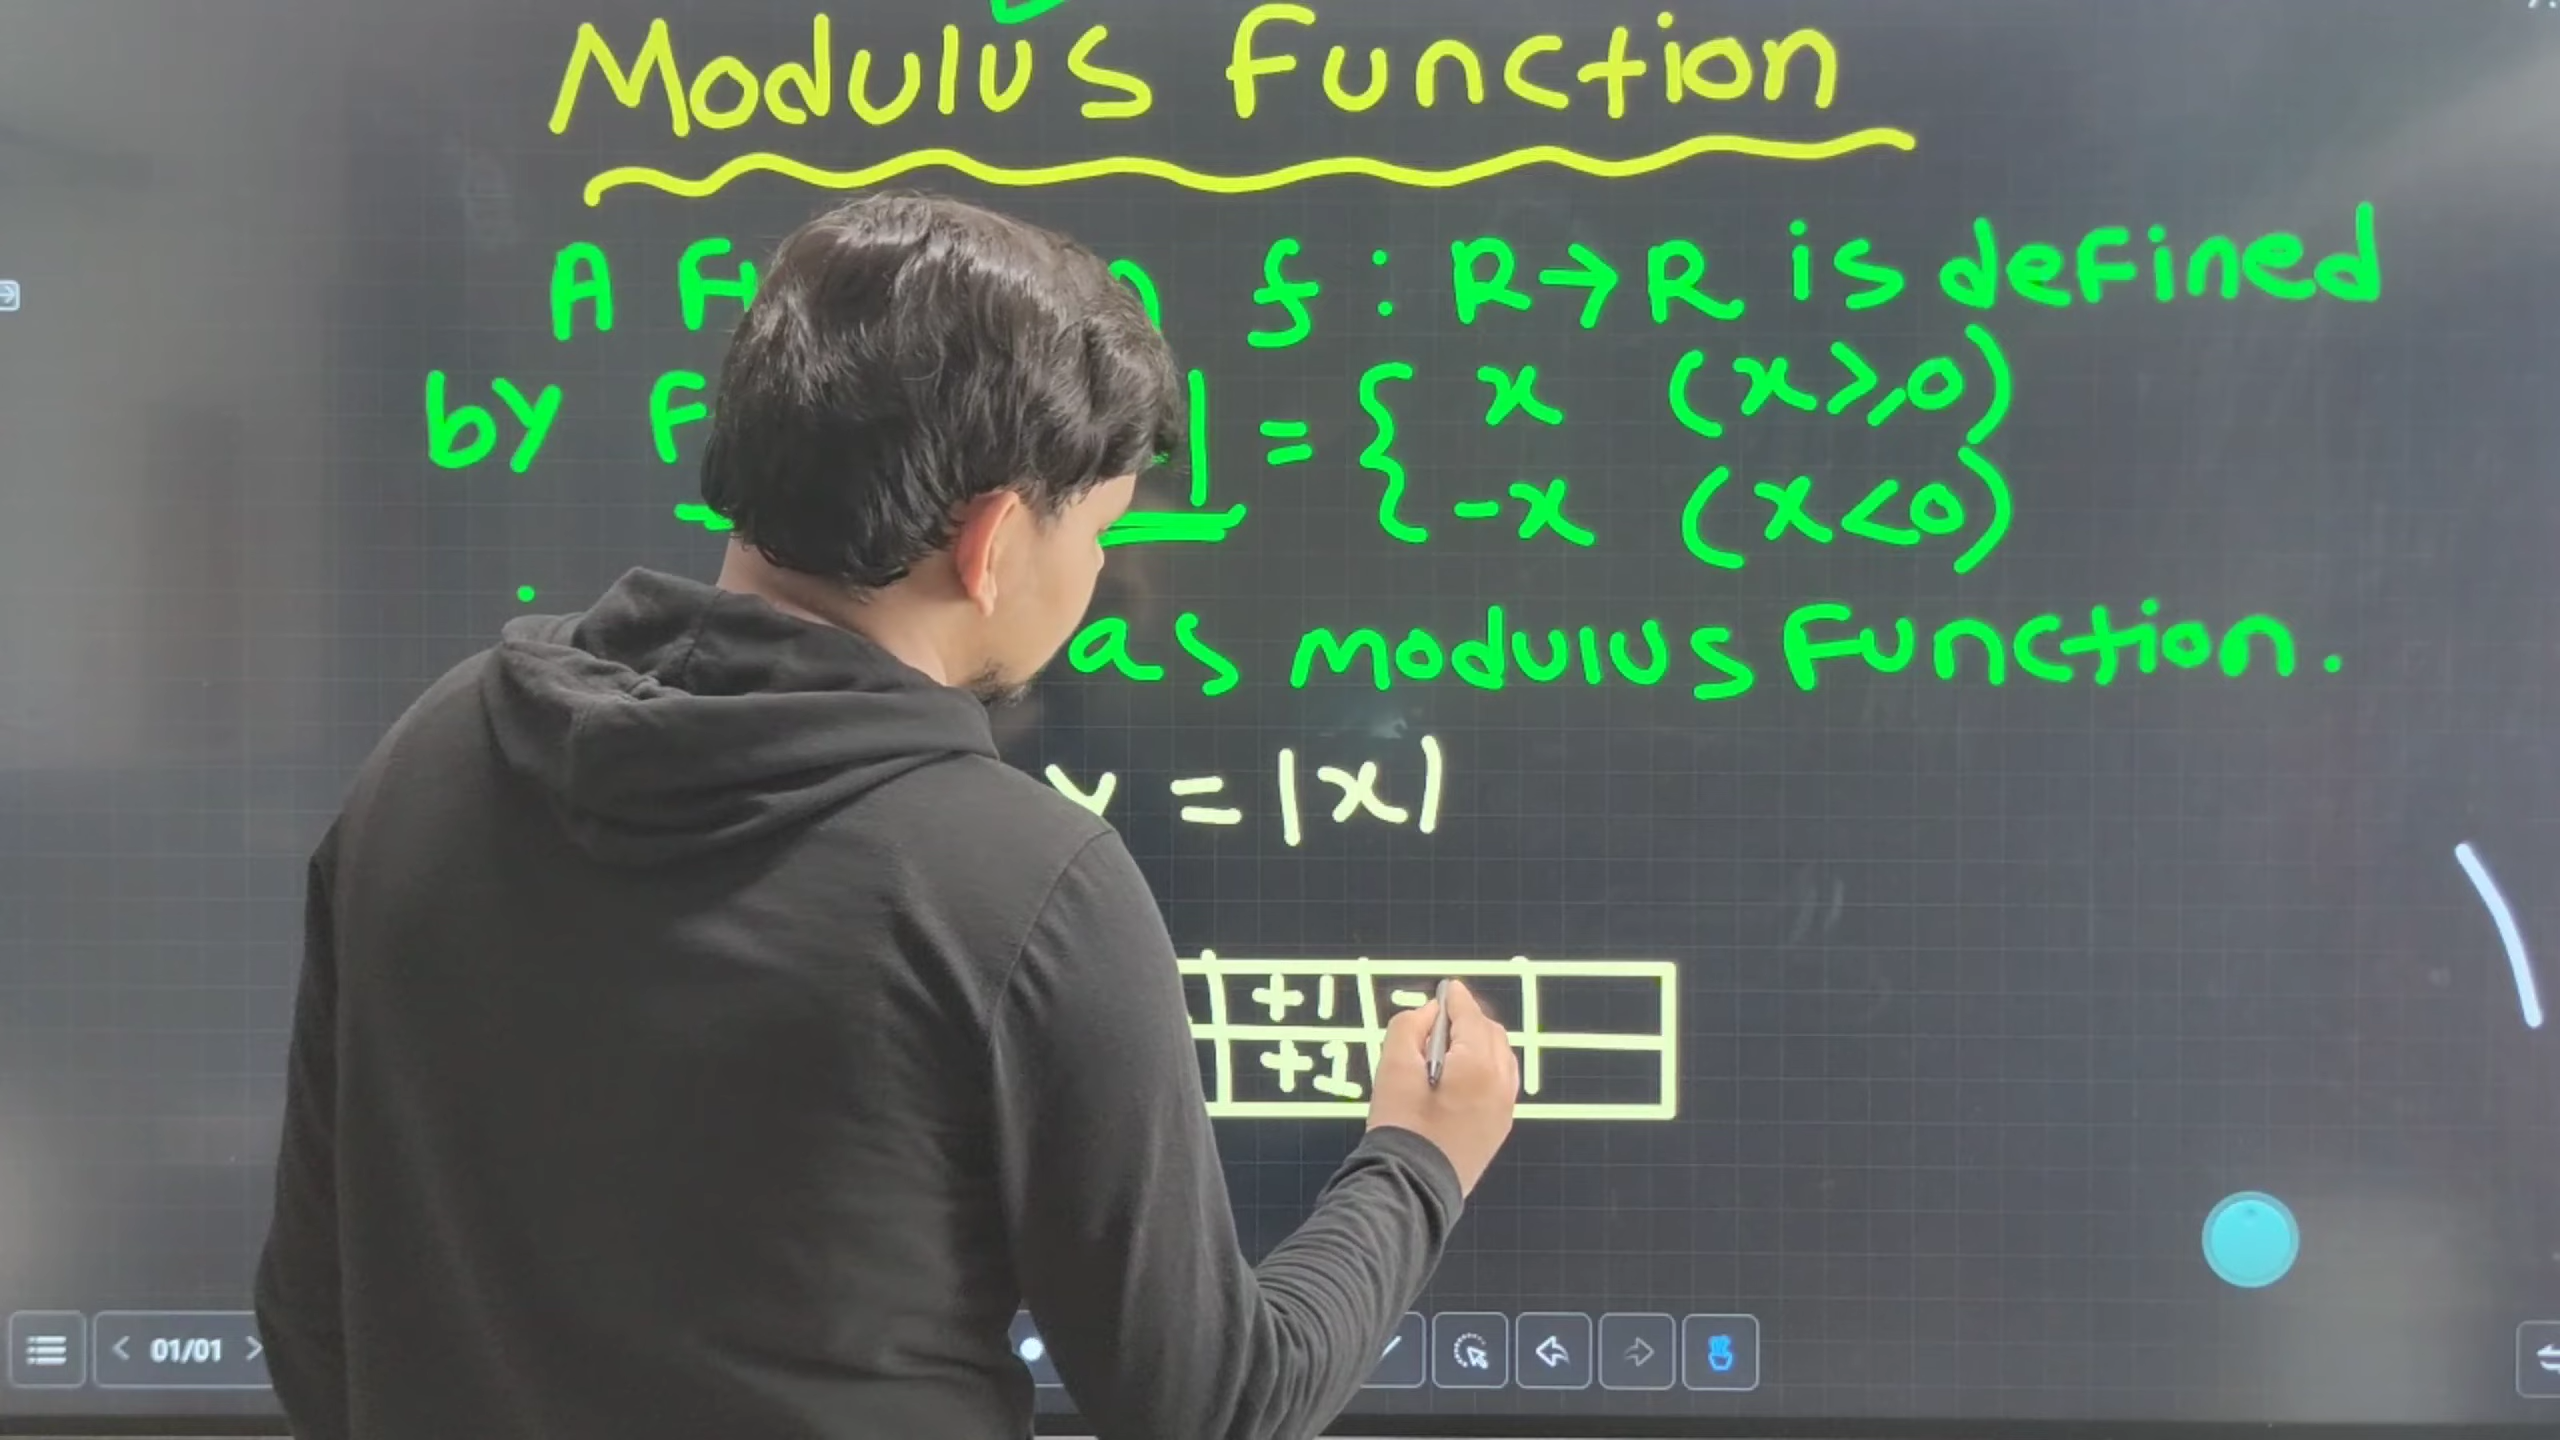 Modulus Function
A f : R→R is defined
by = { x (x≥0)
-x (x<0)
as modulus Function.
y = |x|
+1 -
+1
01/01